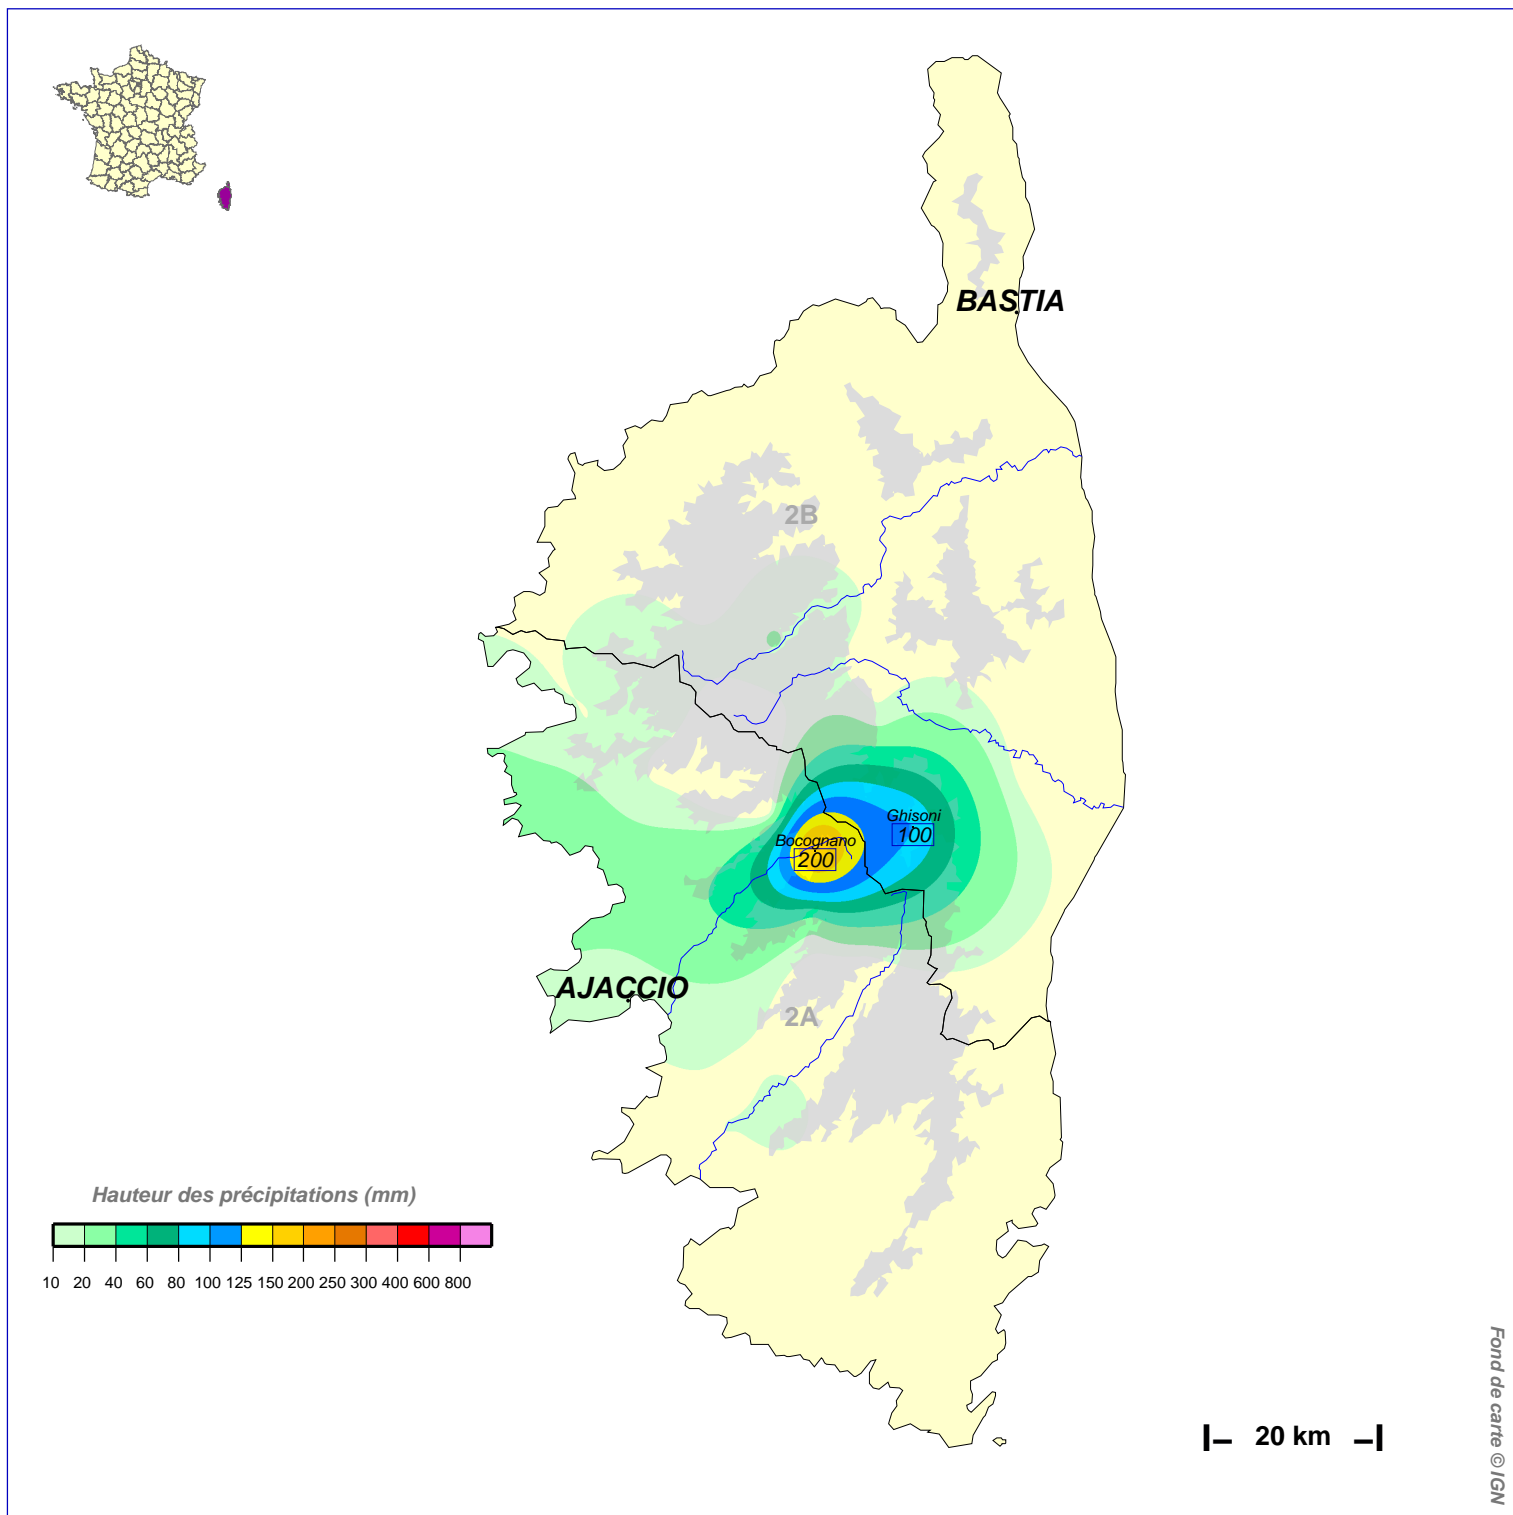 BASTIA
2B
Ghisoni
100
Bocognano
200
AJACCIO
2A
Hauteur des précipitations (mm)
10 20 40 60 80 100 125 150 200 250 300 400 600 800
20 km
Fond de carte © IGN